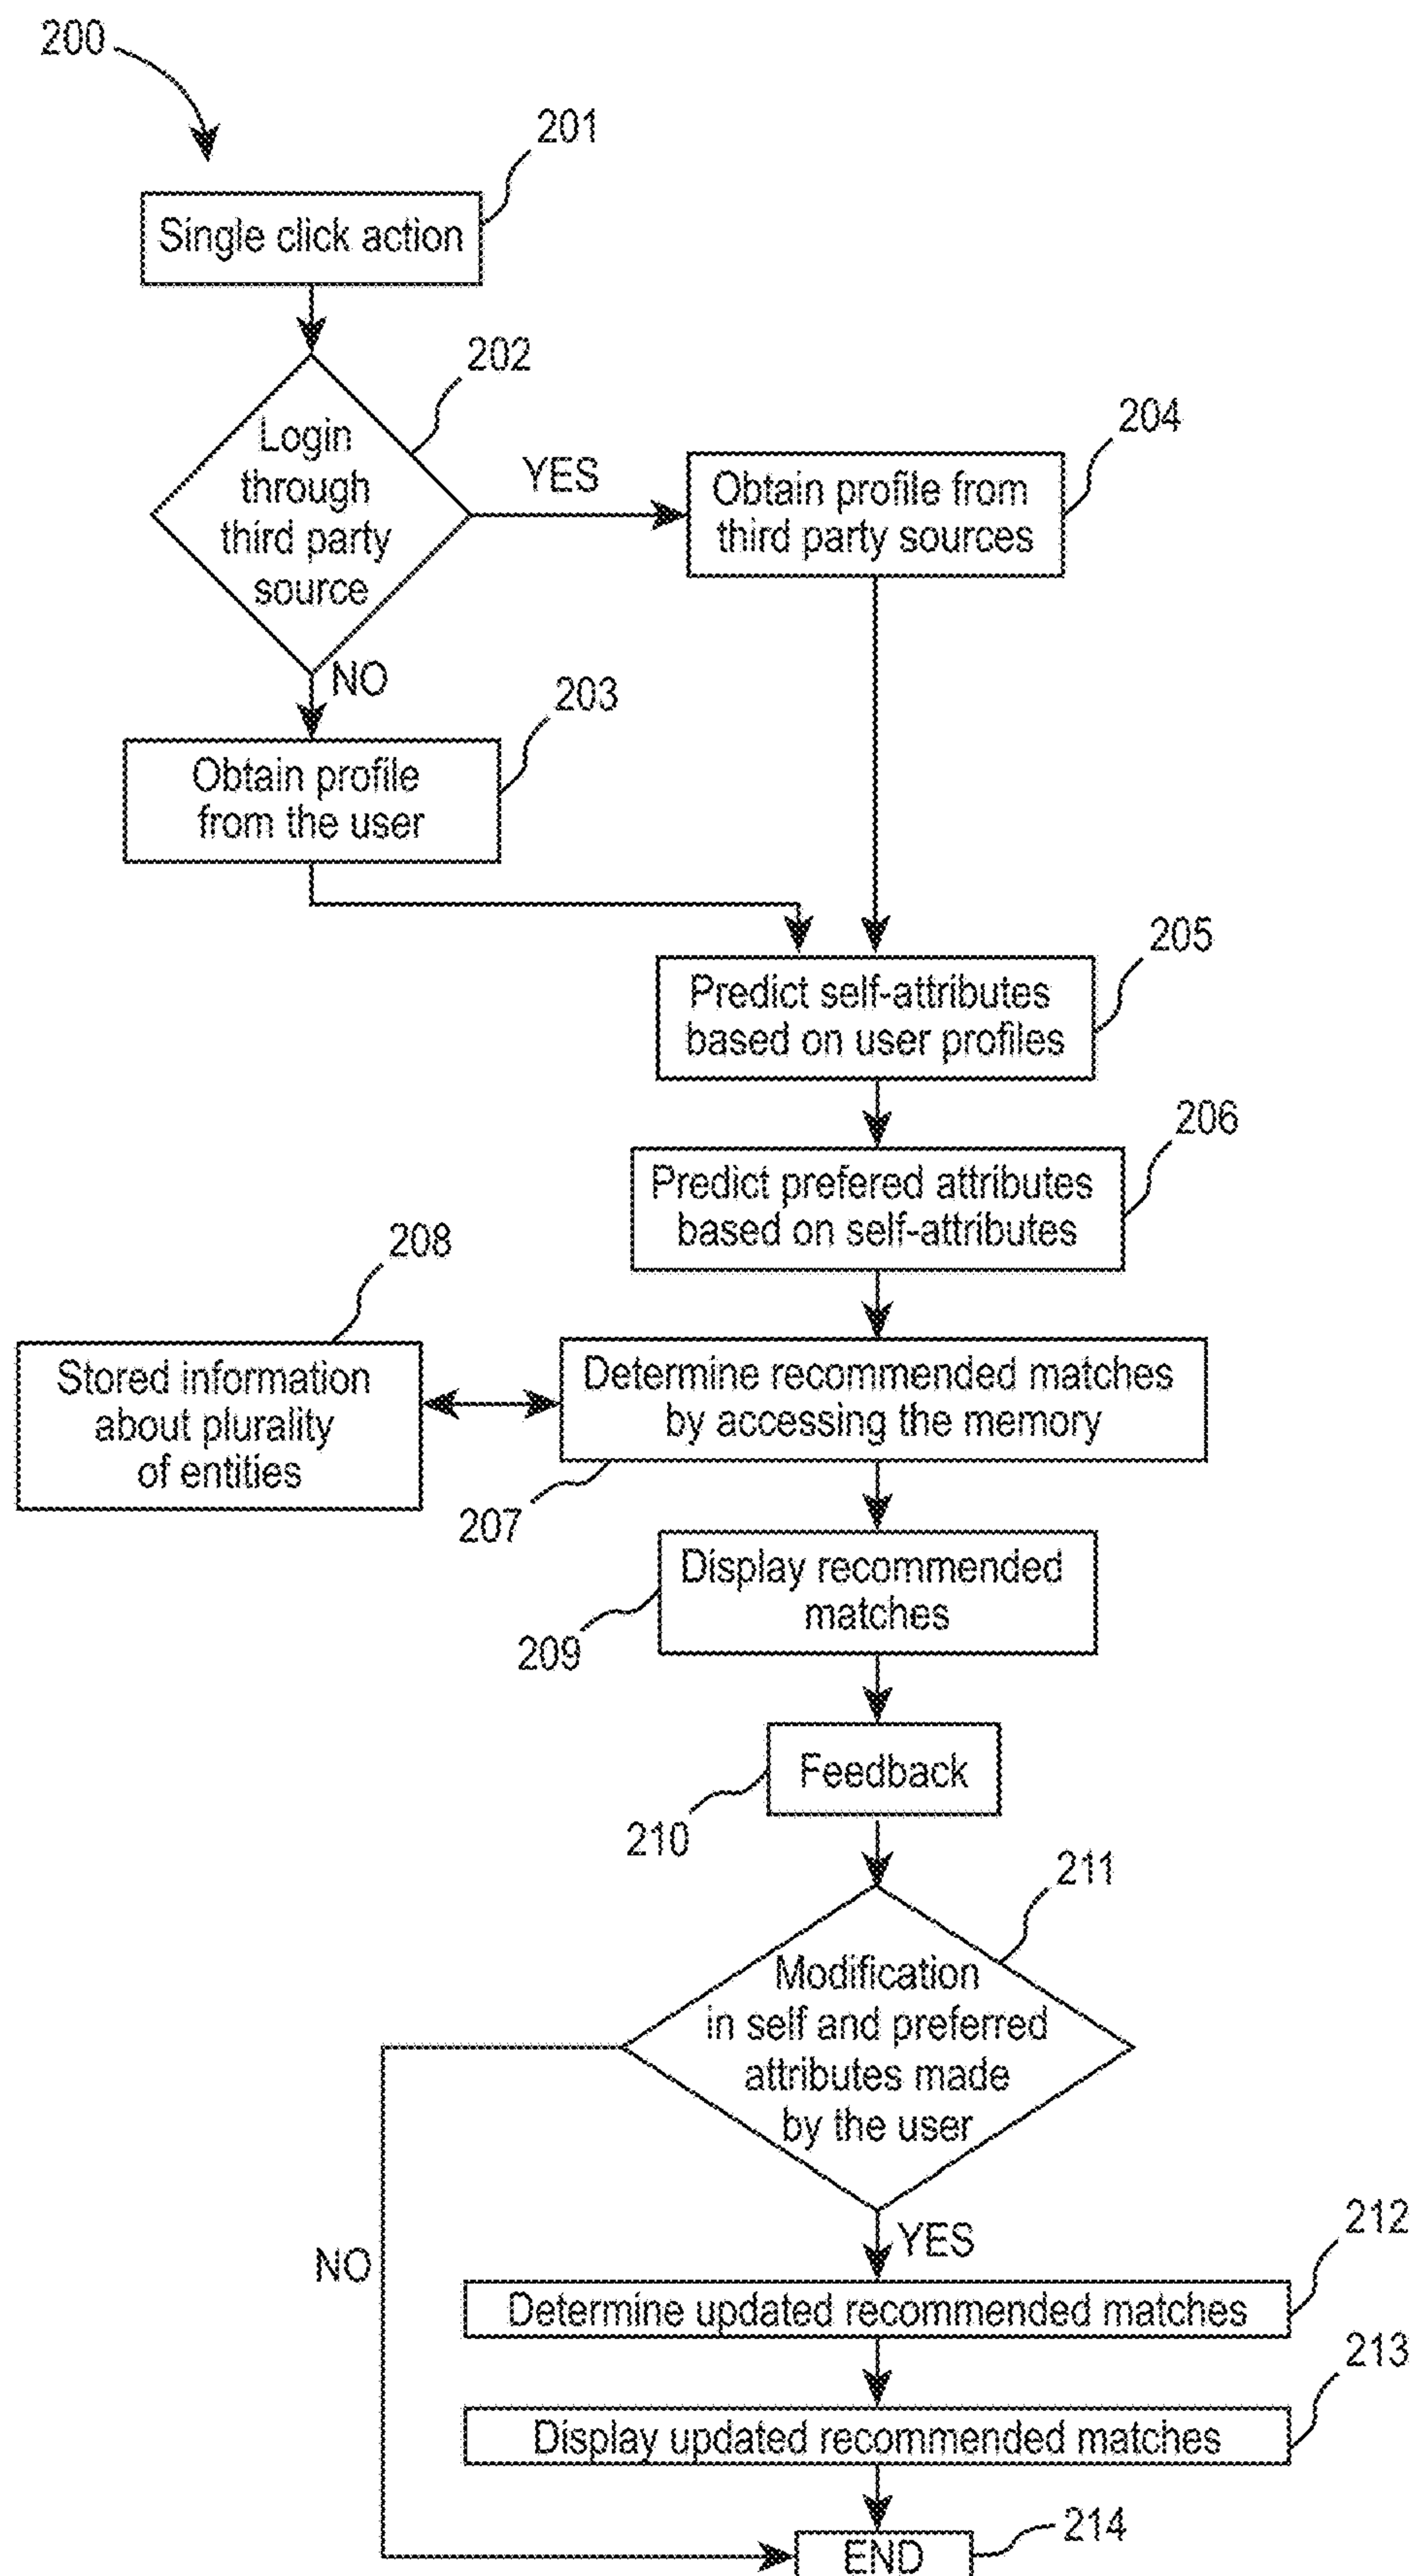 200
201
Single click action
202
Login
through
third party
source
YES
204
Obtain profile from
third party sources
NO
203
Obtain profile
from the user
205
Predict self-attributes
based on user profiles
206
Predict prefered attributes
based on self-attributes
208
Stored information
about plurality
of entities
Determine recommended matches
by accessing the memory
207
Display recommended
matches
209
Feedback
210
211
Modification
in self and preferred
attributes made
by the user
NO
YES
212
Determine updated recommended matches
213
Display updated recommended matches
214
END